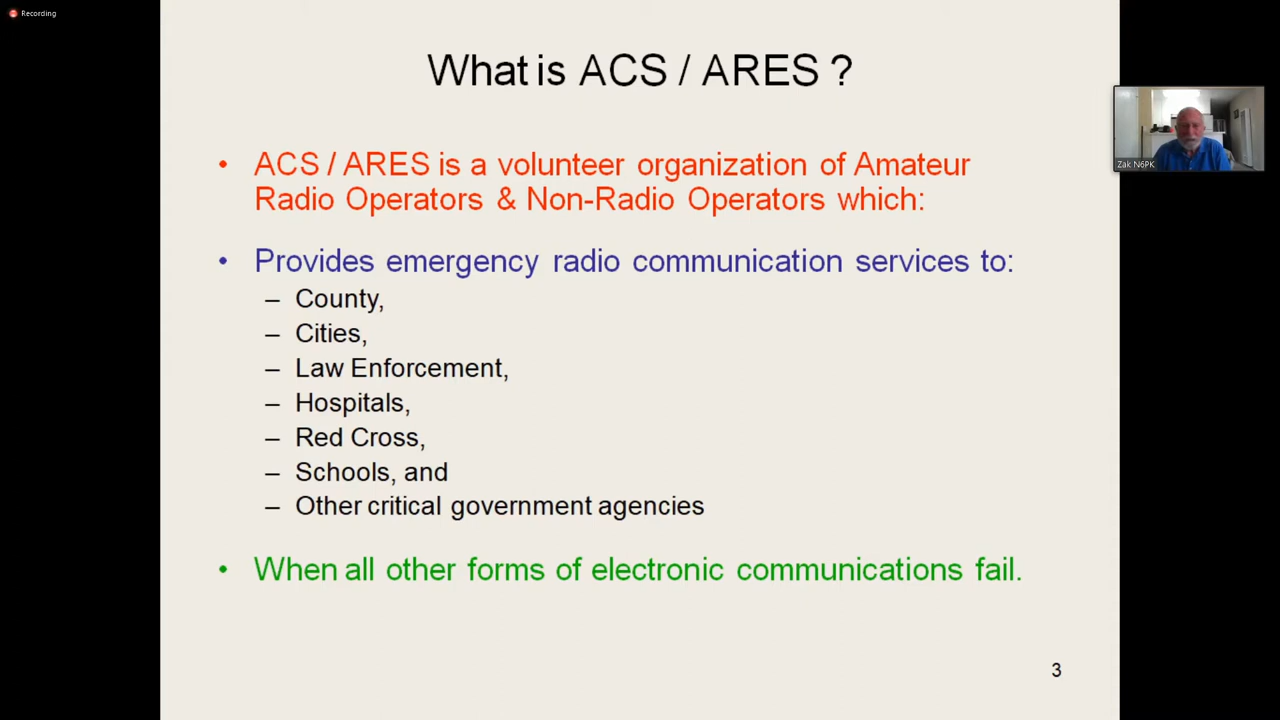 Recording
What is ACS / ARES ?
• ACS / ARES is a volunteer organization of Amateur
Radio Operators & Non-Radio Operators which:
• Provides emergency radio communication services to:
– County,
– Cities,
– Law Enforcement,
– Hospitals,
– Red Cross,
– Schools, and
– Other critical government agencies
• When all other forms of electronic communications fail.
3
Zak N6PK